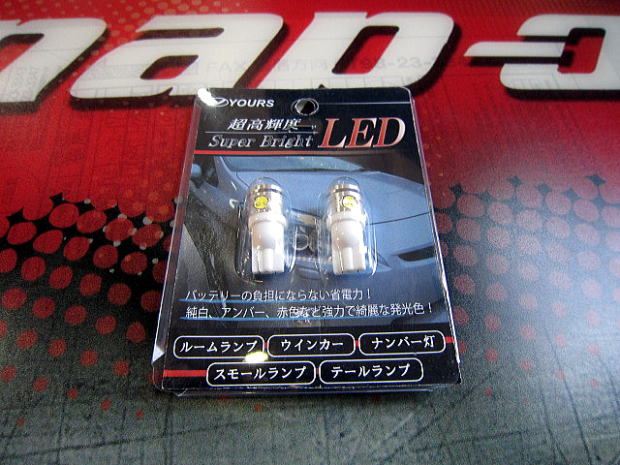 nap-o
YOURS
超高輝度
Super Bright LED
バッテリーの負担にならない省電力！
純白、アンバー、赤色など強力で綺麗な発光色！
ルームランプ ウインカー ナンバー灯
スモールランプ テールランプ